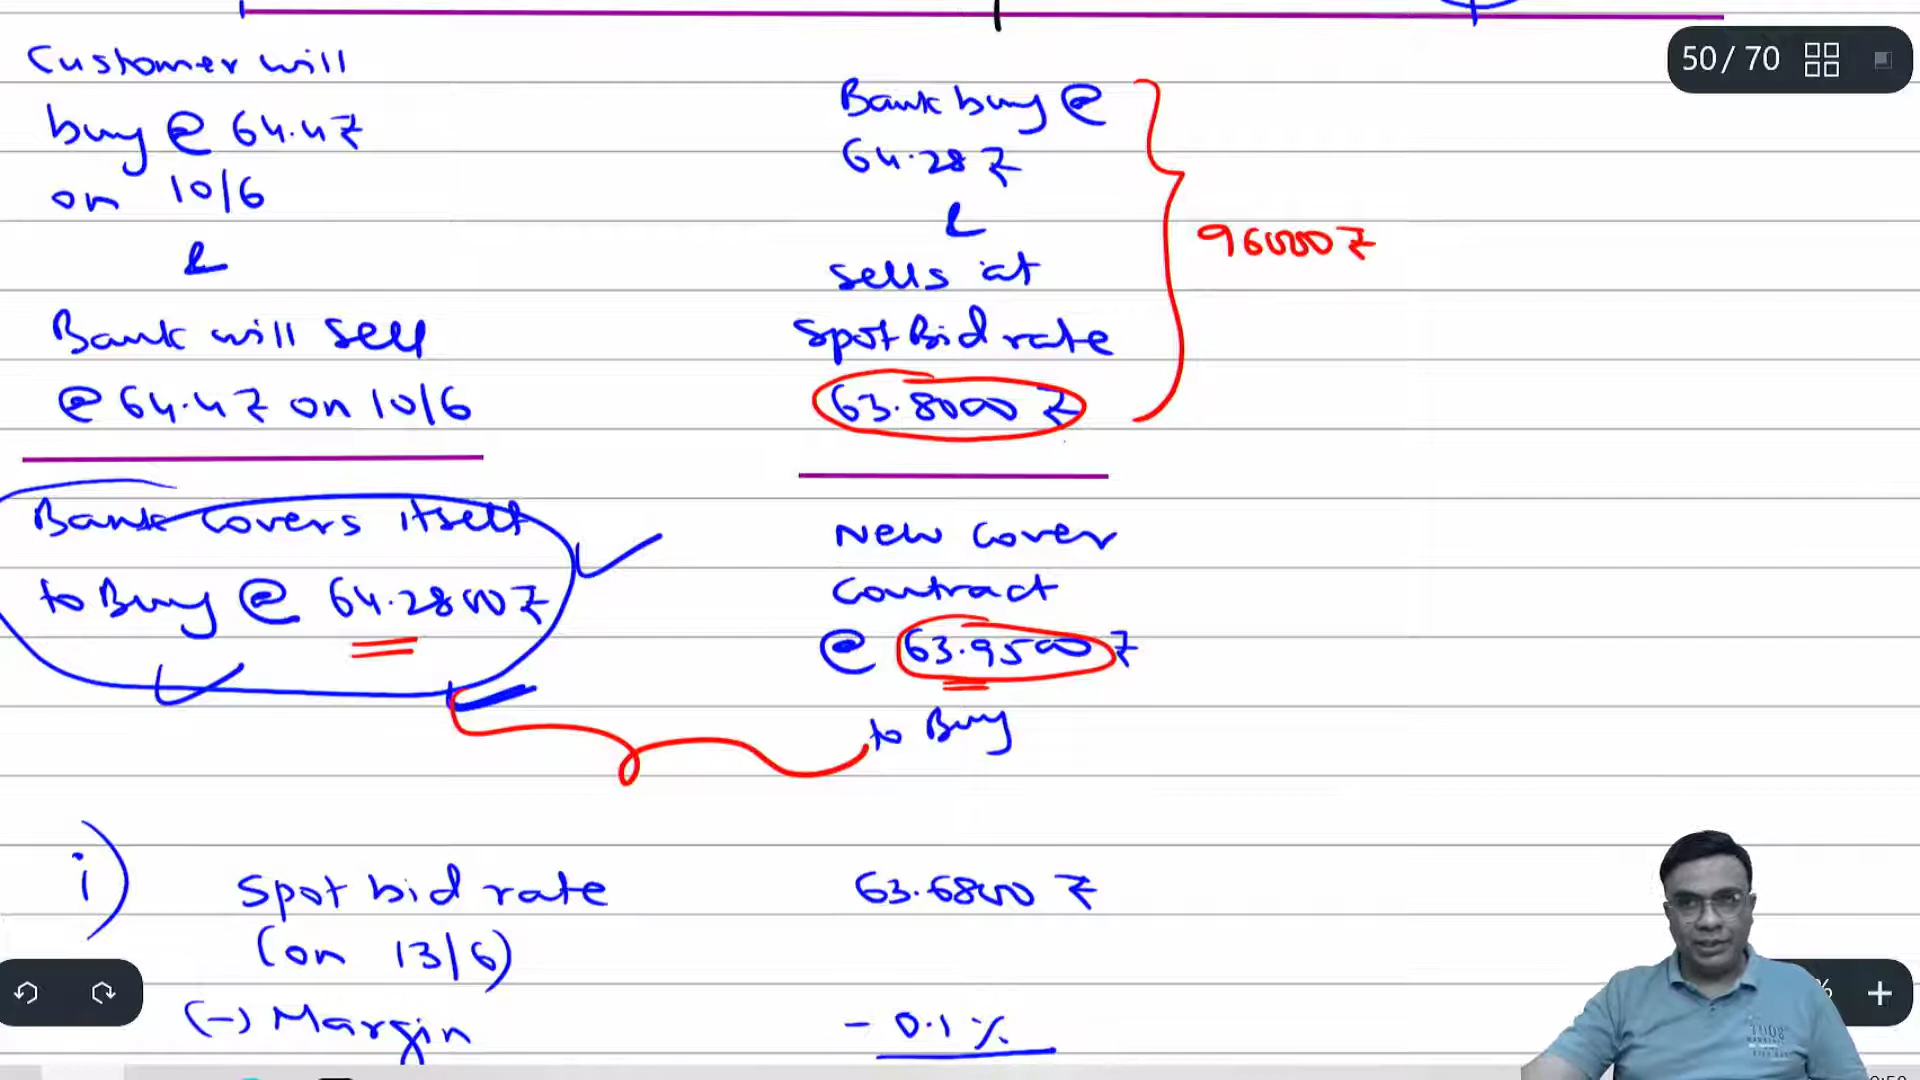 Customer will
buy @ 64.4₹
on 10/6
&
Bank will sell
@ 64.4₹ on 10/6
Bank covers itself
to Buy @ 64.2800₹
Bank buy @
64.28₹
&
sells at
spot Bid rate
63.8000 ₹
96000₹
New cover
contract
@ 63.9500₹
to Buy
i) Spot bid rate 63.6800 ₹
(on 13/6)
(-) Margin - 0.1%
50 / 70